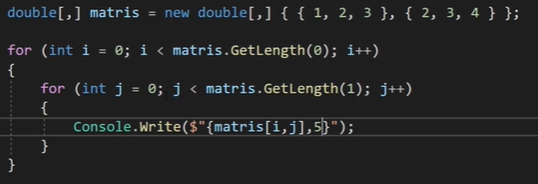 double[,] matris = new double[,] { { 1, 2, 3 }, { 2, 3, 4 } };
for (int i = 0; i < matris.GetLength(0); i++)
{
for (int j = 0; j < matris.GetLength(1); j++)
{
Console.Write($"{matris[i,j],5}");
}
}